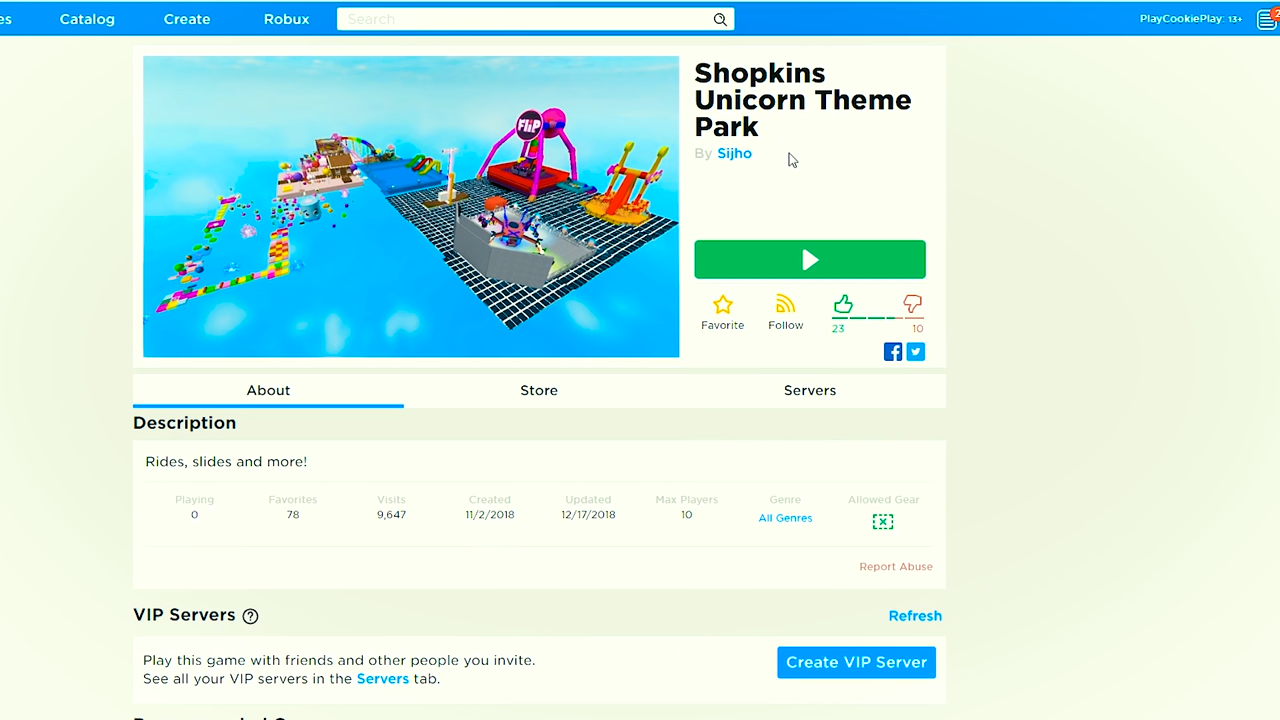 es Catalog Create Robux Search PlayCookiePlay: 13+
Shopkins
Unicorn Theme
Park
By Sijho
FLIP
Favorite Follow
23 10
About Store Servers
Description
Rides, slides and more!
Playing Favorites Visits Created Updated Max Players Genre Allowed Gear
0 78 9,647 11/2/2018 12/17/2018 10 All Genres
Report Abuse
VIP Servers ? Refresh
Play this game with friends and other people you invite.
See all your VIP servers in the Servers tab.
Create VIP Server